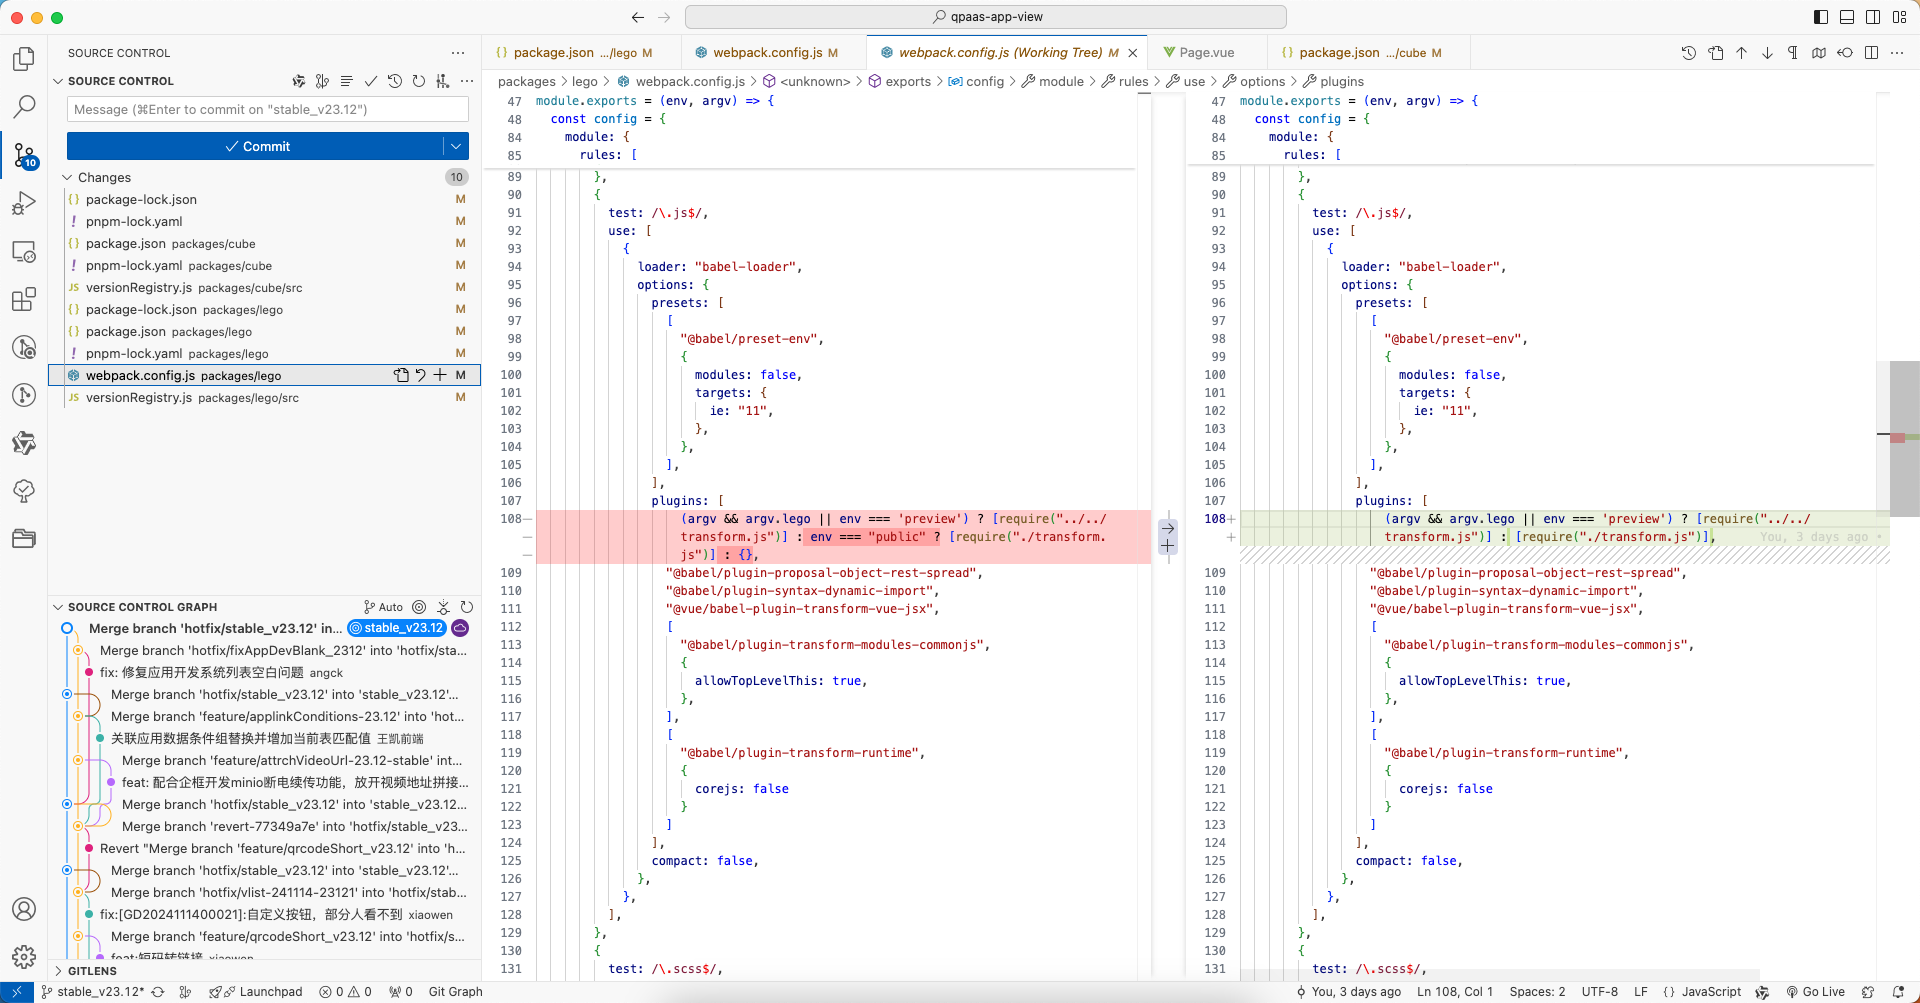 qpaas-app-view
SOURCE CONTROL
SOURCE CONTROL
Message (⌘Enter to commit on "stable_v23.12")
Commit
Changes 10
package-lock.json M
pnpm-lock.yaml M
package.json packages/cube M
pnpm-lock.yaml packages/cube M
versionRegistry.js packages/cube/src M
package-lock.json packages/lego M
package.json packages/lego M
pnpm-lock.yaml packages/lego M
webpack.config.js packages/lego M
versionRegistry.js packages/lego/src M
10
SOURCE CONTROL GRAPH Auto
Merge branch 'hotfix/stable_v23.12' in... stable_v23.12
Merge branch 'hotfix/fixAppDevBlank_2312' into 'hotfix/sta...
fix: 修复应用开发系统列表空白问题 angck
Merge branch 'hotfix/stable_v23.12' into 'stable_v23.12'...
Merge branch 'feature/applinkConditions-23.12' into 'hot...
关联应用数据条件组替换并增加当前表匹配值 王凯前端
Merge branch 'feature/attrchVideoUrl-23.12-stable' int...
feat: 配合企框开发minio断电续传功能，放开视频地址拼接...
Merge branch 'hotfix/stable_v23.12' into 'stable_v23.12...
Merge branch 'revert-77349a7e' into 'hotfix/stable_v23...
Revert "Merge branch 'feature/qrcodeShort_v23.12' into 'h...
Merge branch 'hotfix/stable_v23.12' into 'stable_v23.12'...
Merge branch 'hotfix/vlist-241114-23121' into 'hotfix/stab...
fix:[GD2024111400021]:自定义按钮，部分人看不到 xiaowen
Merge branch 'feature/qrcodeShort_v23.12' into 'hotfix/s...
feat:短码转链接 xiaowen
GITLENS
package.json .../lego M
webpack.config.js M
webpack.config.js (Working Tree) M
Page.vue
package.json .../cube M
packages > lego > webpack.config.js > <unknown> > exports > config > module > rules > use > options > plugins
47 module.exports = (env, argv) => {
48 const config = {
84 module: {
85 rules: [
89 },
90 {
91 test: /\.js$/,
92 use: [
93 {
94 loader: "babel-loader",
95 options: {
96 presets: [
97 [
98 "@babel/preset-env",
99 {
100 modules: false,
101 targets: {
102 ie: "11",
103 },
104 },
105 ],
106 ],
107 plugins: [
108 (argv && argv.lego || env === 'preview') ? [require("../../
transform.js")] : env === "public" ? [require("./transform.
js")] : {},
109 "@babel/plugin-proposal-object-rest-spread",
110 "@babel/plugin-syntax-dynamic-import",
111 "@vue/babel-plugin-transform-vue-jsx",
112 [
113 "@babel/plugin-transform-modules-commonjs",
114 {
115 allowTopLevelThis: true,
116 },
117 ],
118 [
119 "@babel/plugin-transform-runtime",
120 {
121 corejs: false
122 }
123 ]
124 ],
125 compact: false,
126 },
127 },
128 ],
129 },
130 {
131 test: /\.scss$/,
47 module.exports = (env, argv) => {
48 const config = {
84 module: {
85 rules: [
89 },
90 {
91 test: /\.js$/,
92 use: [
93 {
94 loader: "babel-loader",
95 options: {
96 presets: [
97 [
98 "@babel/preset-env",
99 {
100 modules: false,
101 targets: {
102 ie: "11",
103 },
104 },
105 ],
106 ],
107 plugins: [
108 (argv && argv.lego || env === 'preview') ? [require("../../
transform.js")] : [require("./transform.js")], You, 3 days ago •
109 "@babel/plugin-proposal-object-rest-spread",
110 "@babel/plugin-syntax-dynamic-import",
111 "@vue/babel-plugin-transform-vue-jsx",
112 [
113 "@babel/plugin-transform-modules-commonjs",
114 {
115 allowTopLevelThis: true,
116 },
117 ],
118 [
119 "@babel/plugin-transform-runtime",
120 {
121 corejs: false
122 }
123 ]
124 ],
125 compact: false,
126 },
127 },
128 ],
129 },
130 {
131 test: /\.scss$/,
stable_v23.12* Launchpad 0 0 0 Git Graph You, 3 days ago Ln 108, Col 1 Spaces: 2 UTF-8 LF { } JavaScript Go Live